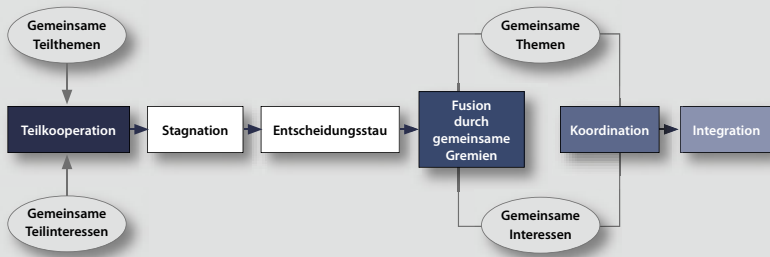 Gemeinsame
Teilthemen
Gemeinsame
Themen
Teilkooperation
Stagnation
Entscheidungsstau
Fusion
durch
gemeinsame
Gremien
Koordination
Integration
Gemeinsame
Teilinteressen
Gemeinsame
Interessen